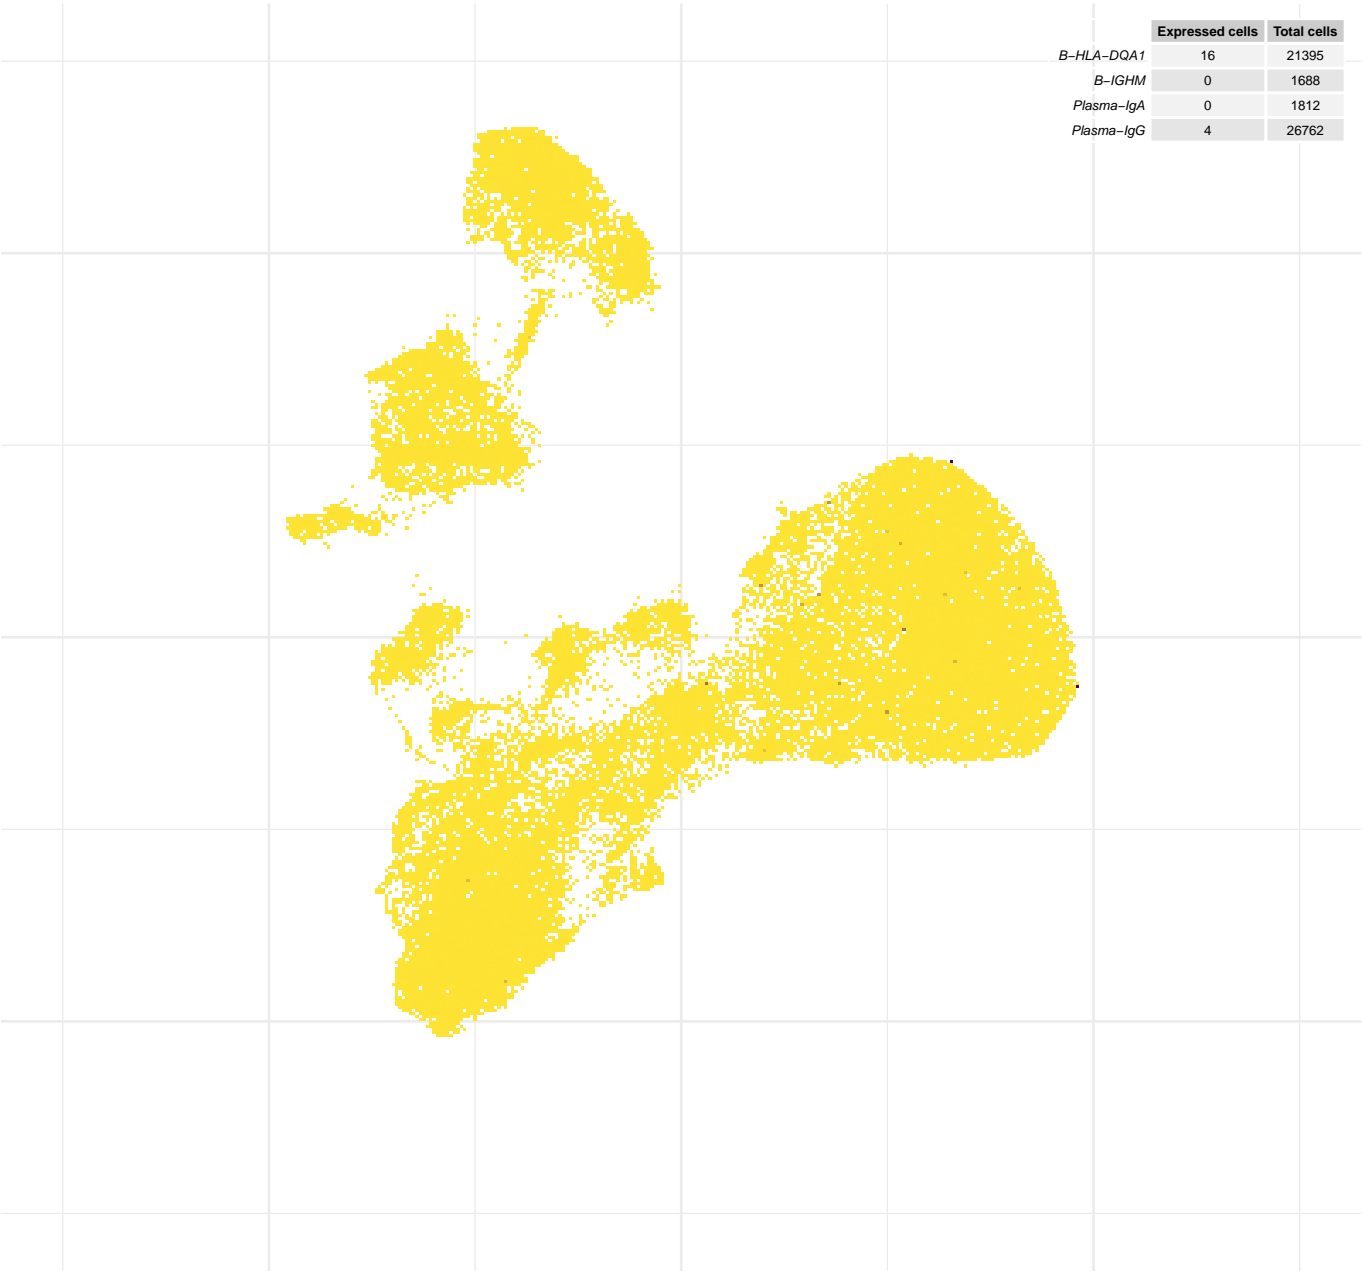 Expressed cells Total cells
B−HLA−DQA1 16 21395
B−IGHM 0 1688
Plasma−IgA 0 1812
Plasma−IgG 4 26762